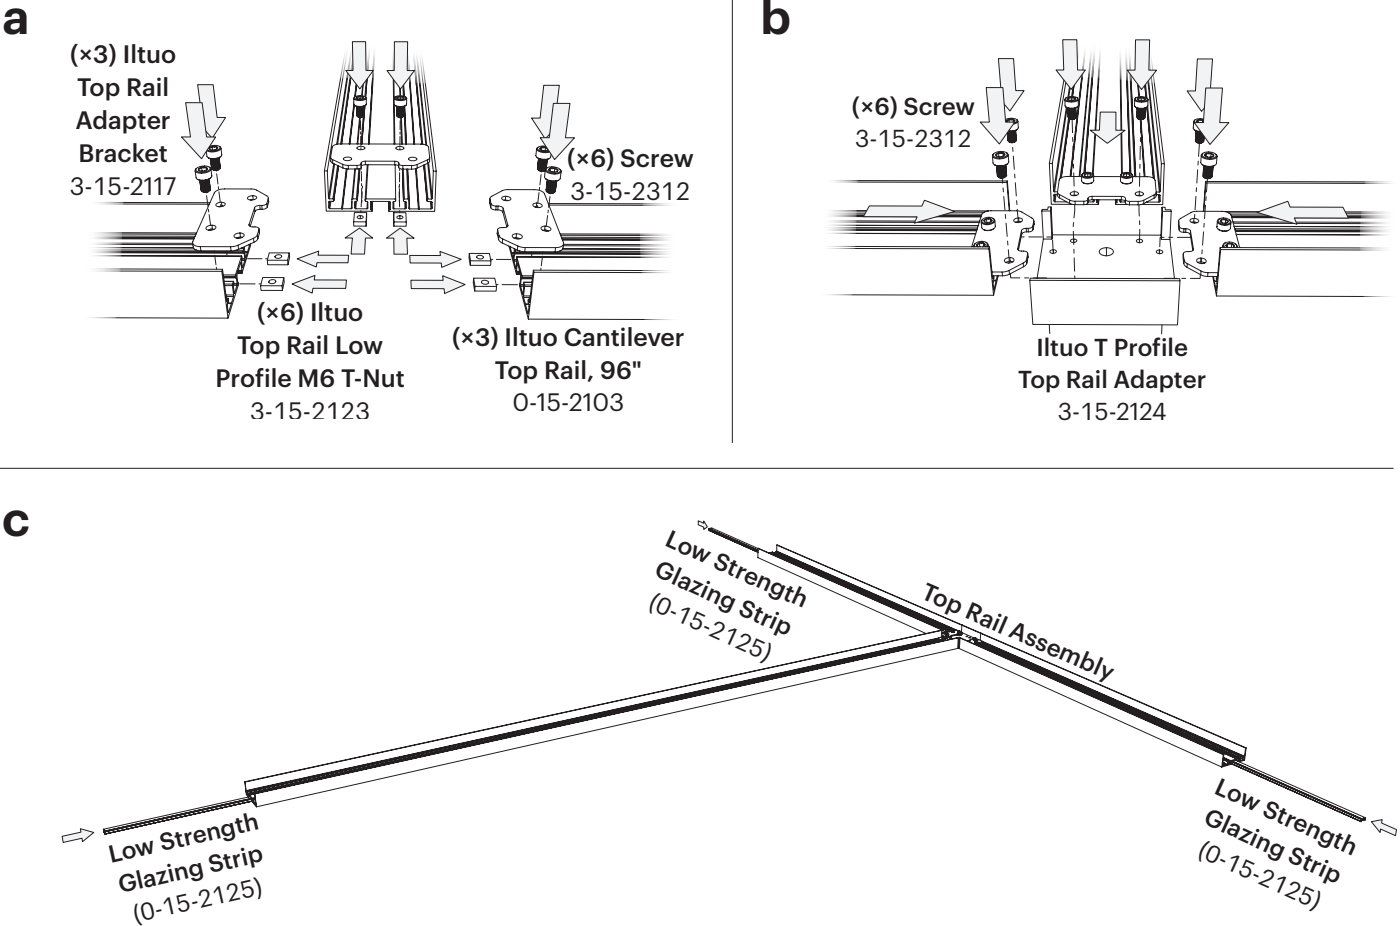 a
(×3) Iltuo
Top Rail
Adapter
Bracket
3-15-2117
(×6) Screw
3-15-2312
(×6) Iltuo
Top Rail Low
Profile M6 T-Nut
3-15-2123
(×3) Iltuo Cantilever
Top Rail, 96"
0-15-2103
b
(×6) Screw
3-15-2312
Iltuo T Profile
Top Rail Adapter
3-15-2124
c
Low Strength
Glazing Strip
(0-15-2125)
Top Rail Assembly
Low Strength
Glazing Strip
(0-15-2125)
Low Strength
Glazing Strip
(0-15-2125)